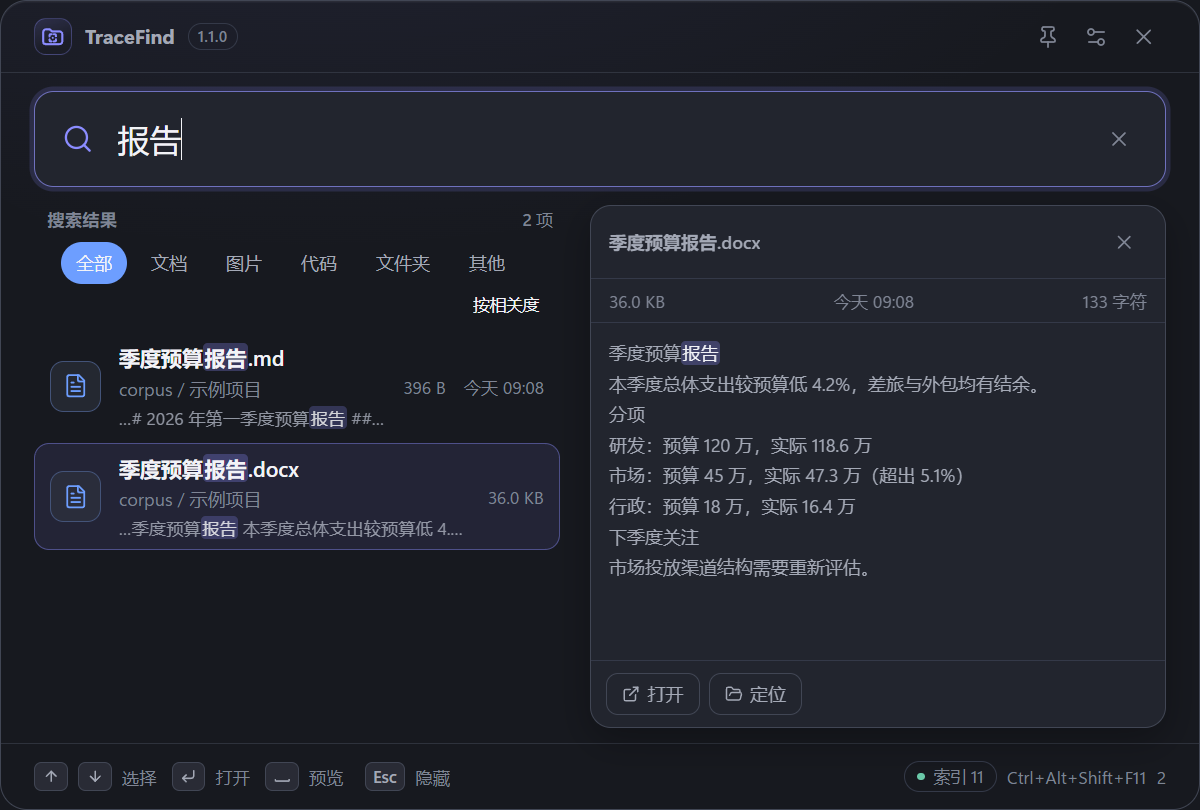 TraceFind 1.1.0
报告
搜索结果 2 项
全部 文档 图片 代码 文件夹 其他
按相关度
季度预算报告.md
corpus / 示例项目 396 B 今天 09:08
...# 2026 年第一季度预算报告 ##...
季度预算报告.docx
corpus / 示例项目 36.0 KB
...季度预算报告 本季度总体支出较预算低 4....
季度预算报告.docx
36.0 KB 今天 09:08 133 字符
季度预算报告
本季度总体支出较预算低 4.2%，差旅与外包均有结余。
分项
研发：预算 120 万，实际 118.6 万
市场：预算 45 万，实际 47.3 万（超出 5.1%）
行政：预算 18 万，实际 16.4 万
下季度关注
市场投放渠道结构需要重新评估。
打开 定位
选择 打开 预览 Esc 隐藏 索引 11 Ctrl+Alt+Shift+F11 2